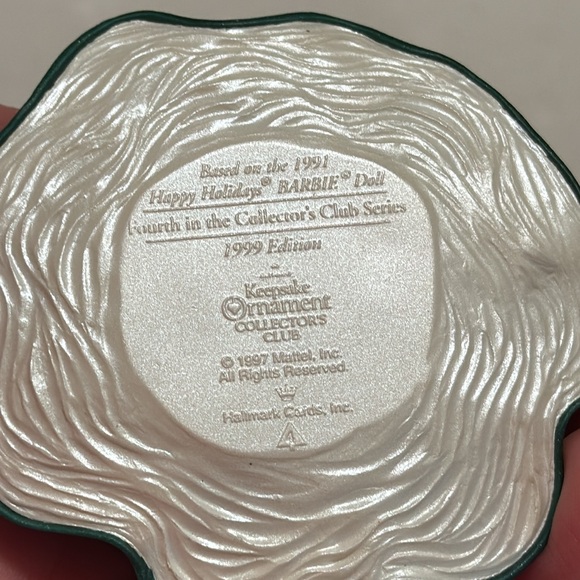 Based on the 1991
Happy Holidays® BARBIE® Doll
Fourth in the Collector's Club Series
1999 Edition
Keepsake
Ornament
COLLECTOR'S
CLUB
© 1997 Mattel, Inc.
All Rights Reserved.
Hallmark Cards, Inc.
4